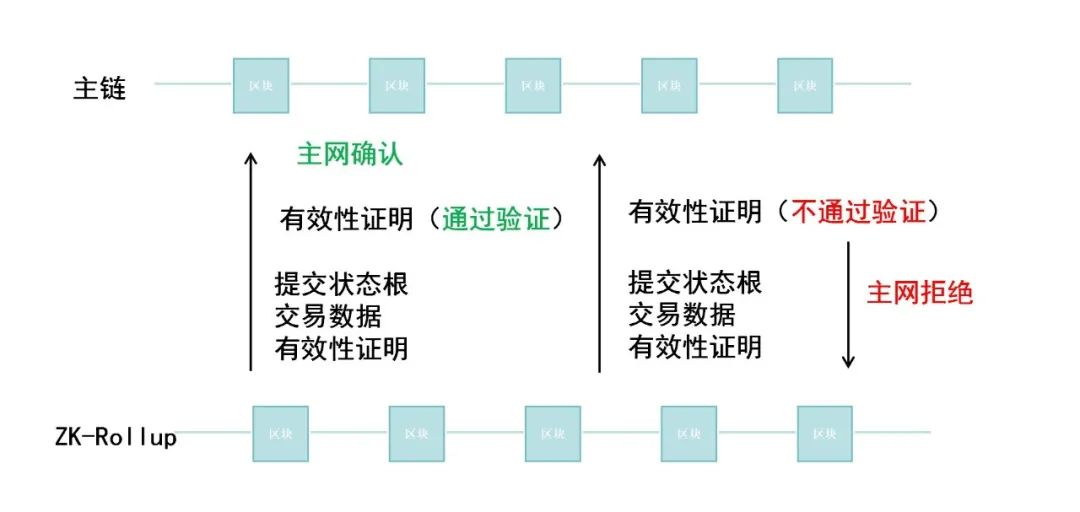 主链
区块
区块
区块
区块
区块
主网确认
有效性证明（通过验证）
提交状态根
交易数据
有效性证明
有效性证明（不通过验证）
提交状态根
交易数据
有效性证明
主网拒绝
ZK-Rollup
区块
区块
区块
区块
区块